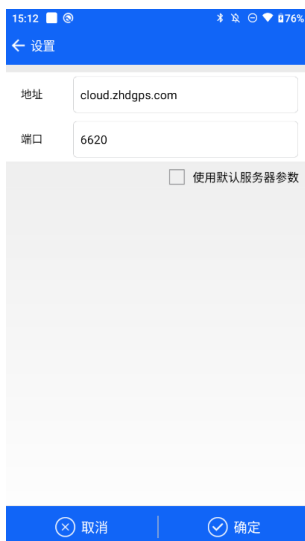 15:12 76%
设置
地址 cloud.zhdgps.com
端口 6620
使用默认服务器参数
取消 确定